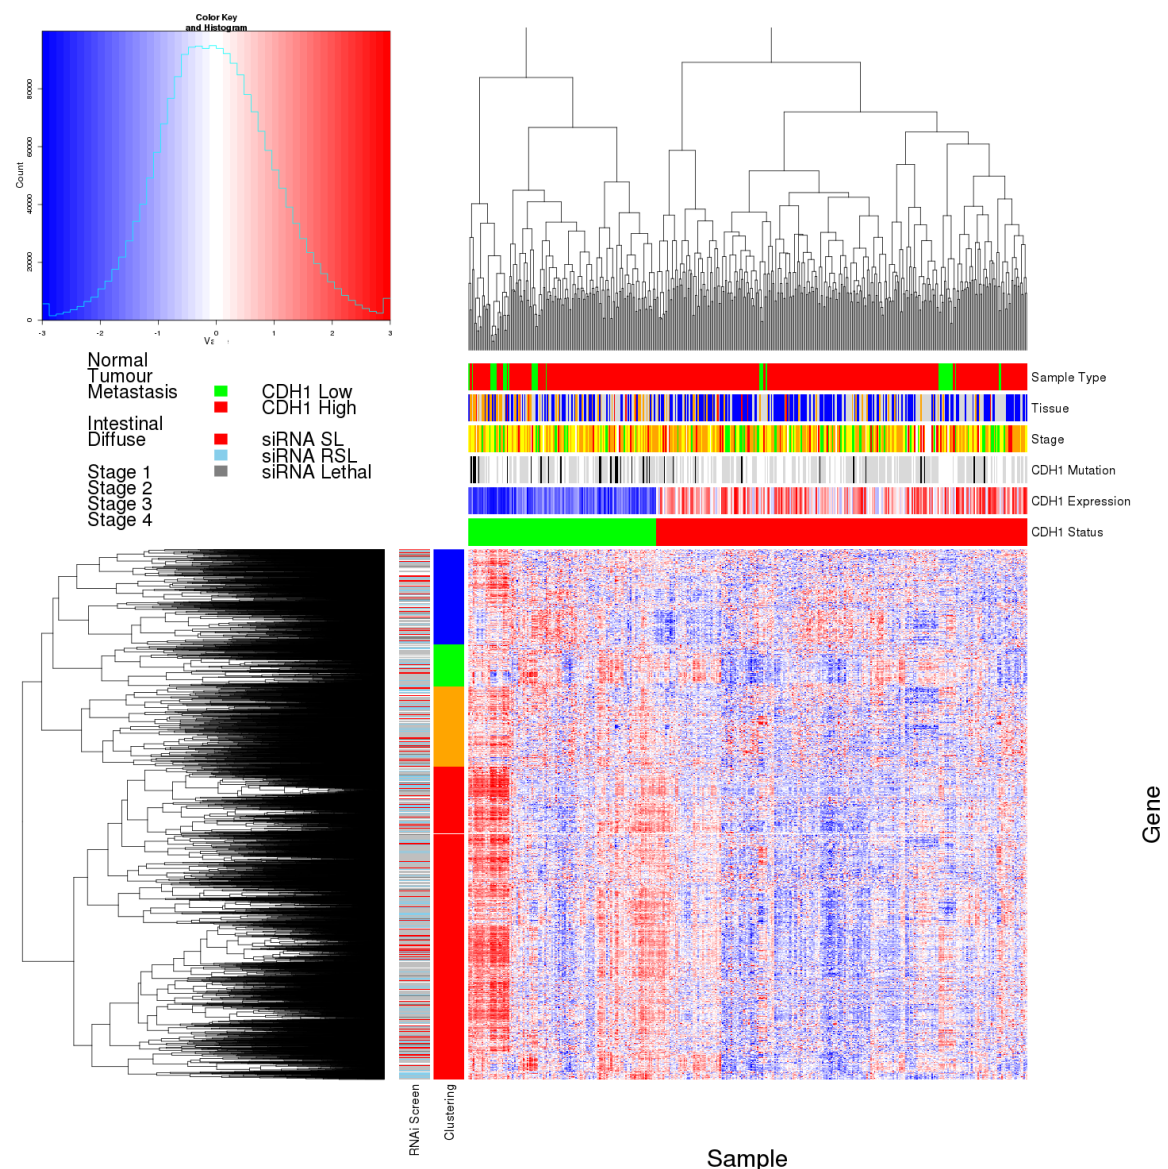 Color Key
and Histogram
Count
0
20000
40000
60000
80000
-3
-2
-1
0
1
2
3
Normal
Tumour
Metastasis
Intestinal
Diffuse
Stage 1
Stage 2
Stage 3
Stage 4
CDH1 Low
CDH1 High
siRNA SL
siRNA RSL
siRNA Lethal
Sample Type
Tissue
Stage
CDH1 Mutation
CDH1 Expression
CDH1 Status
Gene
RNAi Screen
Clustering
Sample